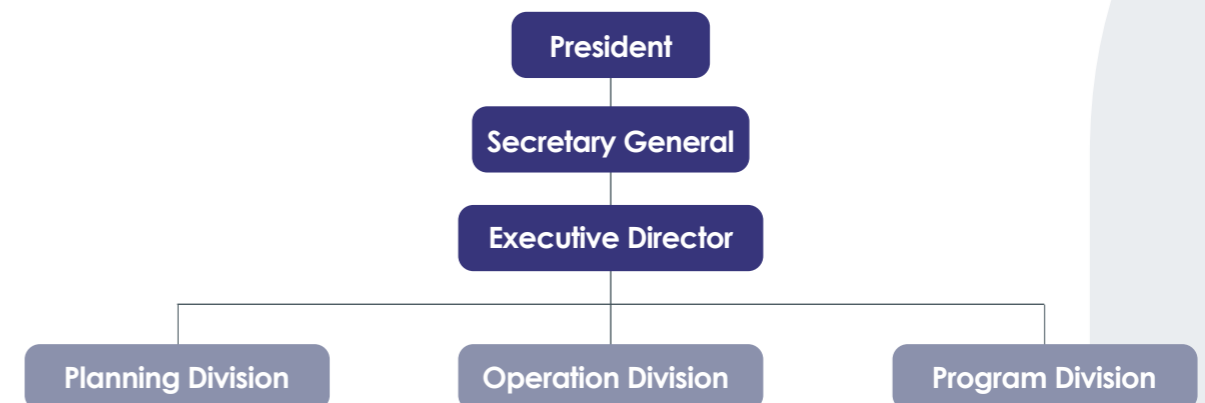 President
Secretary General
Executive Director
Planning Division
Operation Division
Program Division